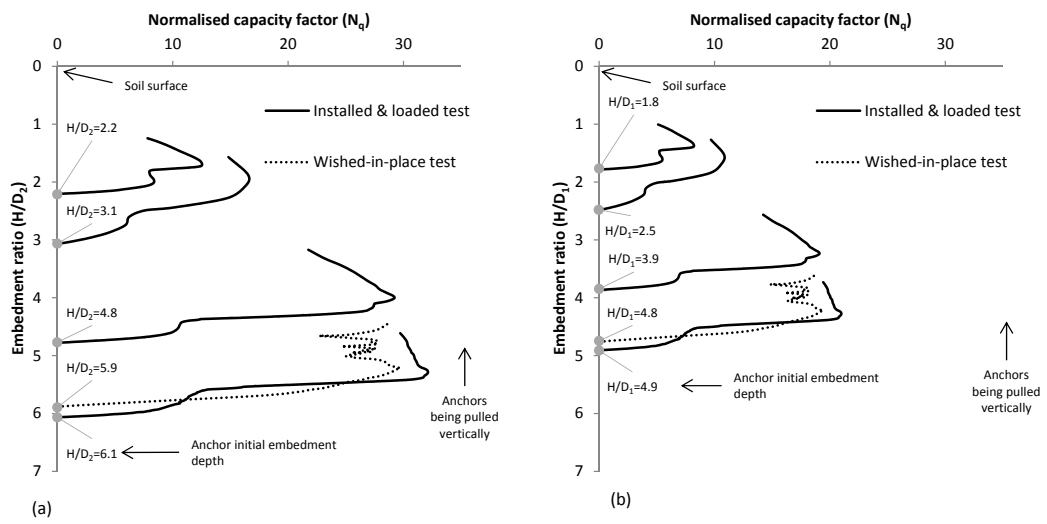 (a)
Normalised capacity factor (Nq)
0 10 20 30
Embedment ratio (H/D2)
0
1
2
3
4
5
6
7
Soil surface
H/D2=2.2
Installed & loaded test
Wished-in-place test
H/D2=3.1
H/D2=4.8
H/D2=5.9
H/D2=6.1
Anchor initial embedment
depth
Anchors
being pulled
vertically
(a)
(b)
Normalised capacity factor (Nq)
0 10 20 30
Embedment ratio (H/D1)
0
1
2
3
4
5
6
7
Soil surface
H/D1=1.8
Installed & loaded test
Wished-in-place test
H/D1=2.5
H/D1=3.9
H/D1=4.8
H/D1=4.9
Anchor initial embedment
depth
Anchors
being pulled
vertically
(b)